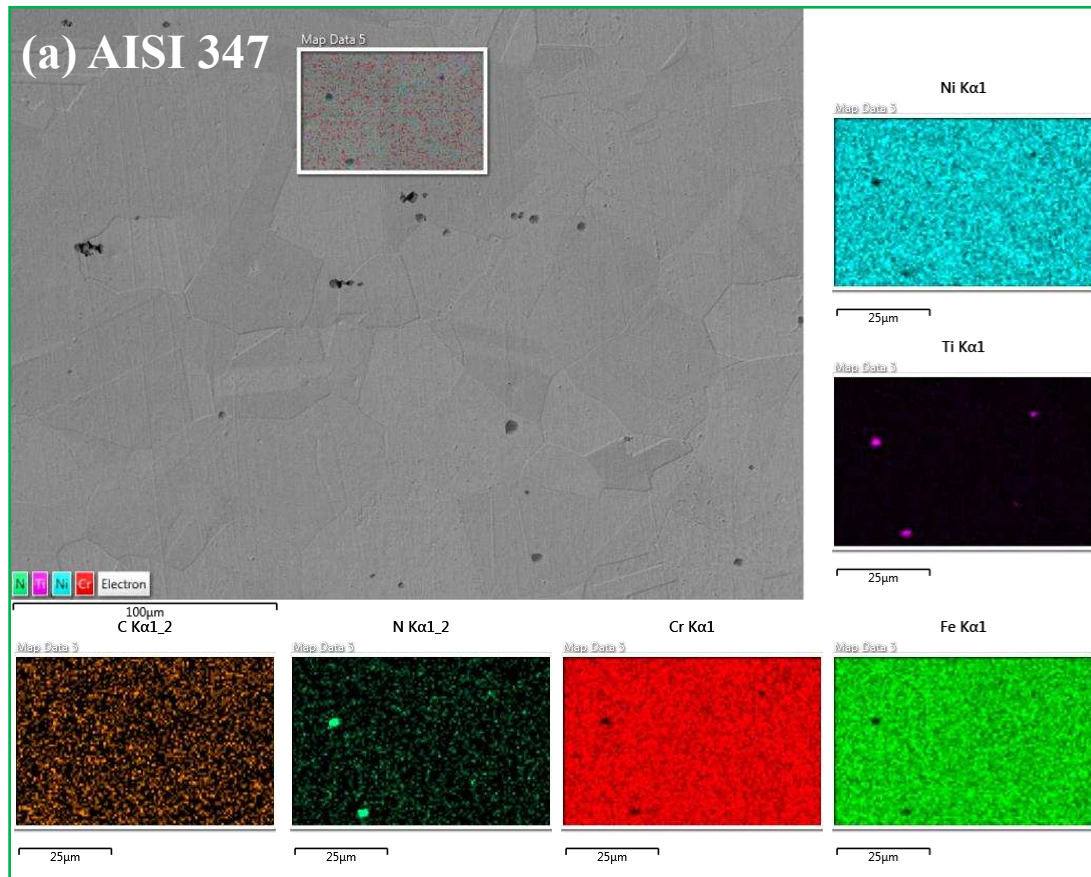 (a) AISI 347
Map Data 5
Ni Kα1
Map Data 5
25µm
Ti Kα1
Map Data 5
25µm
N Ti Ni Cr Electron
100µm
C Kα1_2
Map Data 5
25µm
N Kα1_2
Map Data 5
25µm
Cr Kα1
Map Data 5
25µm
Fe Kα1
Map Data 5
25µm